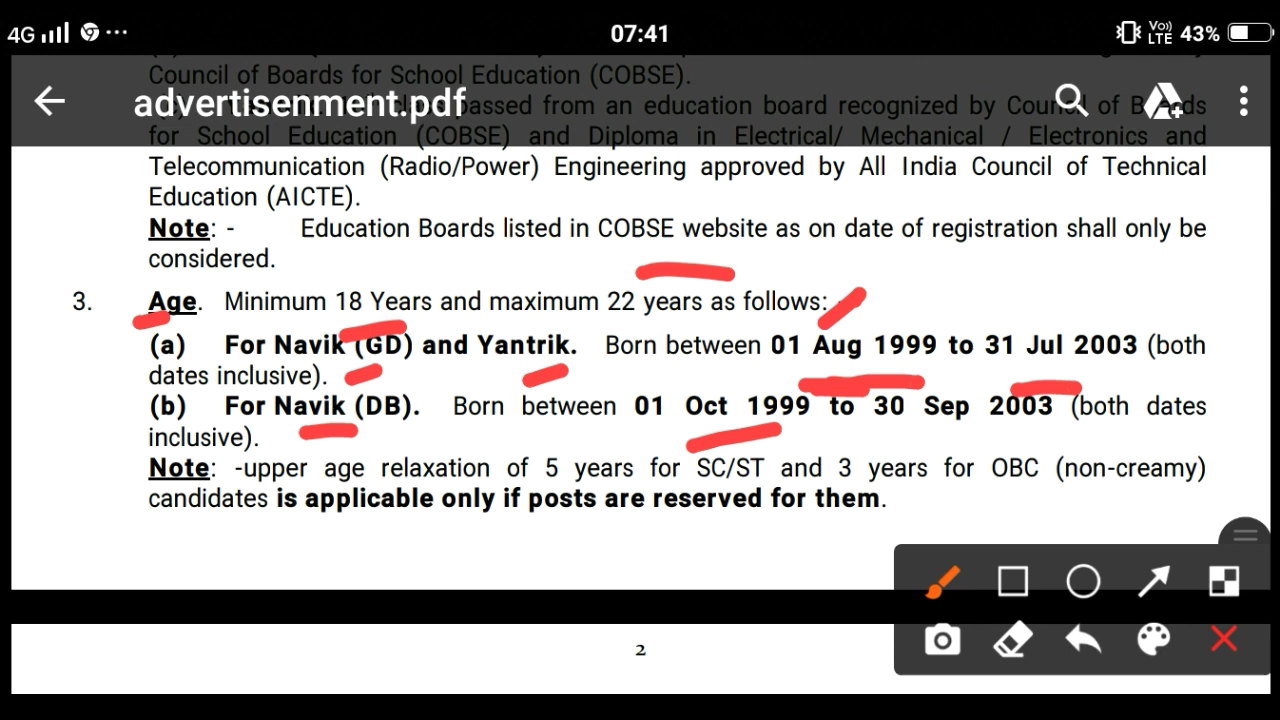 4G ... 07:41 Vo)) LTE 43%
Council of Boards for School Education (COBSE).
advertisenment.pdf
passed from an education board recognized by Council of Boards
for School Education (COBSE) and Diploma in Electrical/ Mechanical / Electronics and
Telecommunication (Radio/Power) Engineering approved by All India Council of Technical
Education (AICTE).
Note: - Education Boards listed in COBSE website as on date of registration shall only be
considered.
3. Age. Minimum 18 Years and maximum 22 years as follows:
(a) For Navik (GD) and Yantrik. Born between 01 Aug 1999 to 31 Jul 2003 (both
dates inclusive).
(b) For Navik (DB). Born between 01 Oct 1999 to 30 Sep 2003 (both dates
inclusive).
Note: -upper age relaxation of 5 years for SC/ST and 3 years for OBC (non-creamy)
candidates is applicable only if posts are reserved for them.
2